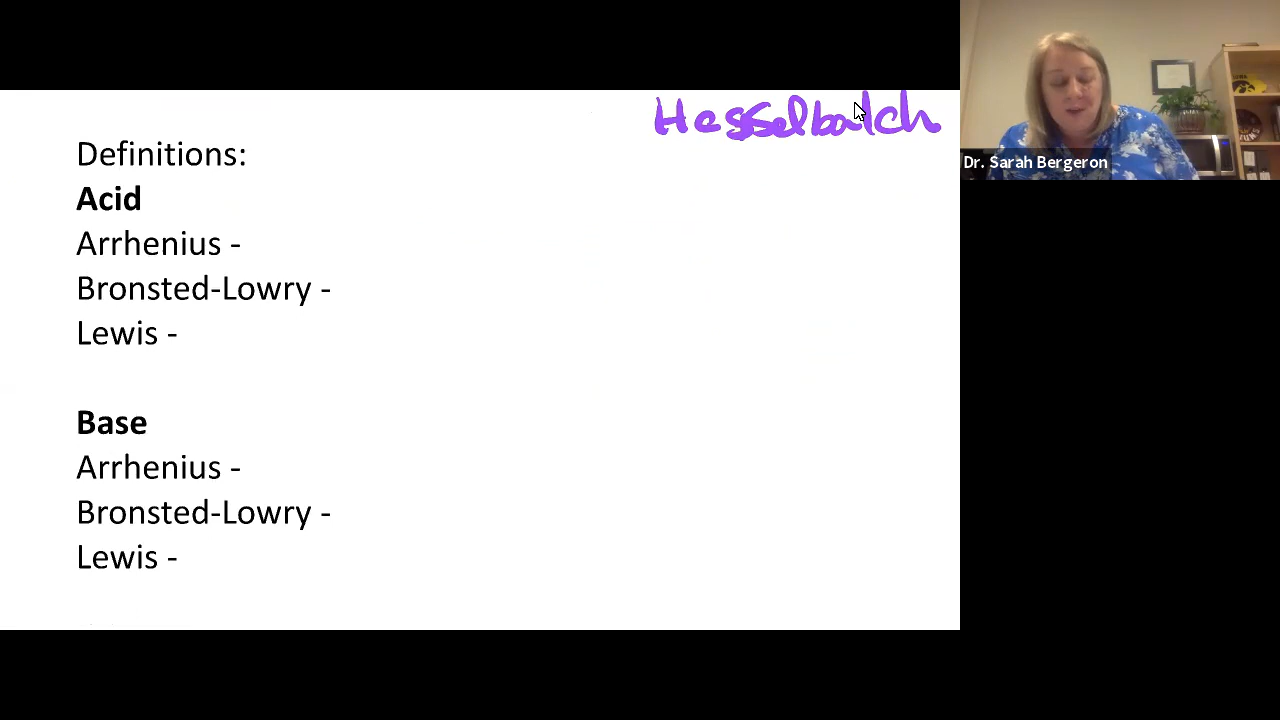 Hesselbalch
Definitions:
Acid
Arrhenius -
Bronsted-Lowry -
Lewis -
Base
Arrhenius -
Bronsted-Lowry -
Lewis -
Dr. Sarah Bergeron